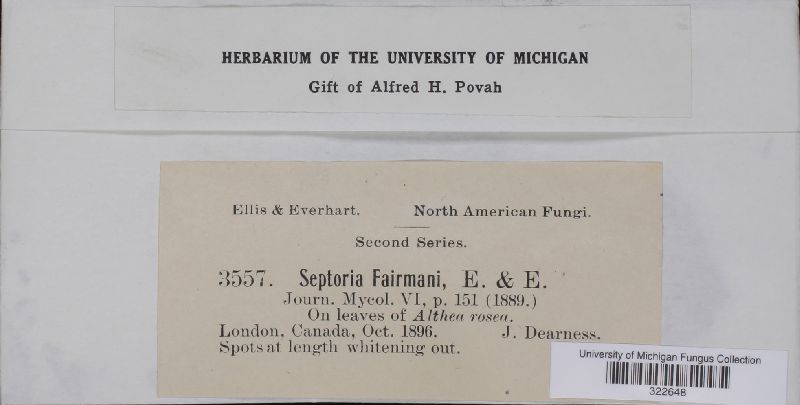 HERBARIUM OF THE UNIVERSITY OF MICHIGAN
Gift of Alfred H. Povah
Ellis & Everhart. North American Fungi.
Second Series.
3557. Septoria Fairmani, E. & E.
Journ. Mycol. VI, p. 151 (1889.)
On leaves of Althea rosea.
London, Canada, Oct. 1896. J. Dearness.
Spots at length whitening out.
University of Michigan Fungus Collection
322648